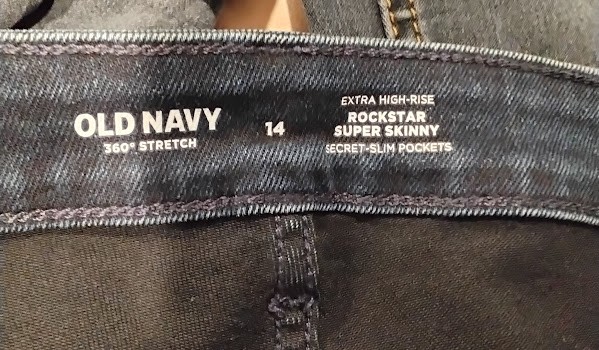 OLD NAVY
360° STRETCH
14
EXTRA HIGH-RISE
ROCKSTAR
SUPER SKINNY
SECRET-SLIM POCKETS